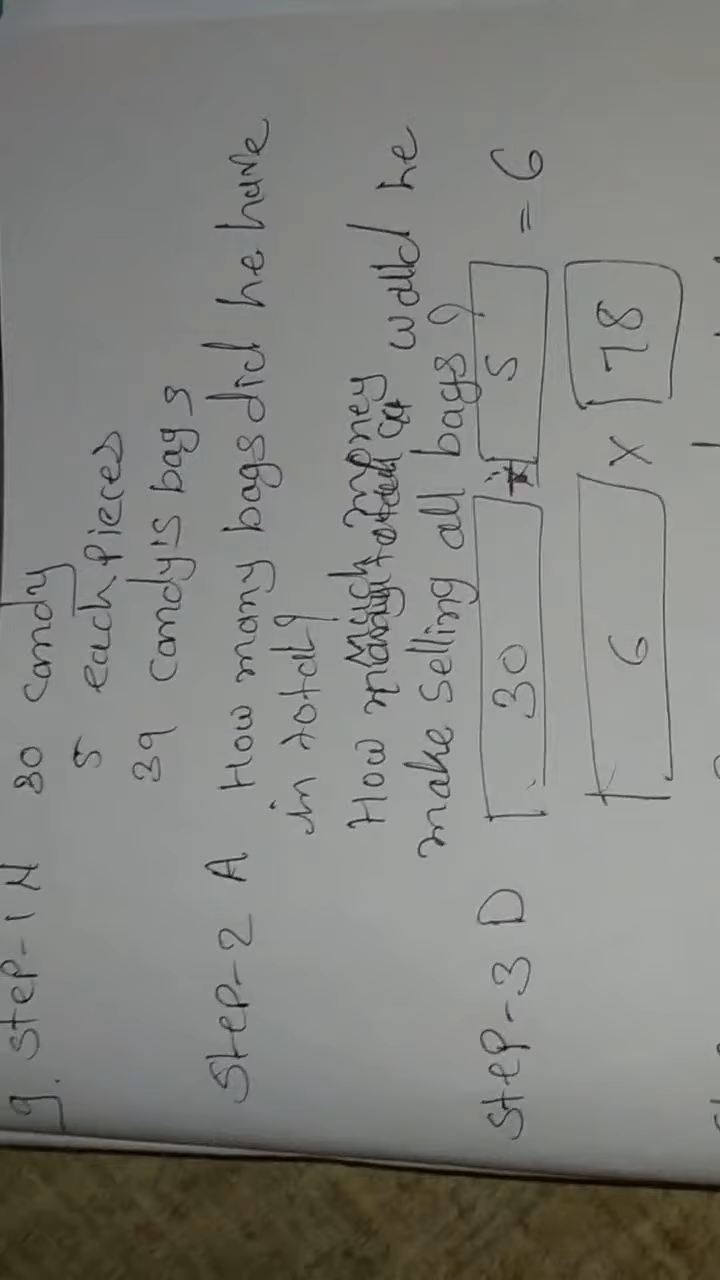 9. Step-1 N 30 candy
5 each pieces
39 candy's bags
Step-2 A How many bags did he have
in total?
How much money would he
make selling all bags?
Step-3 D 30 ÷ 5 = 6
6 × 78